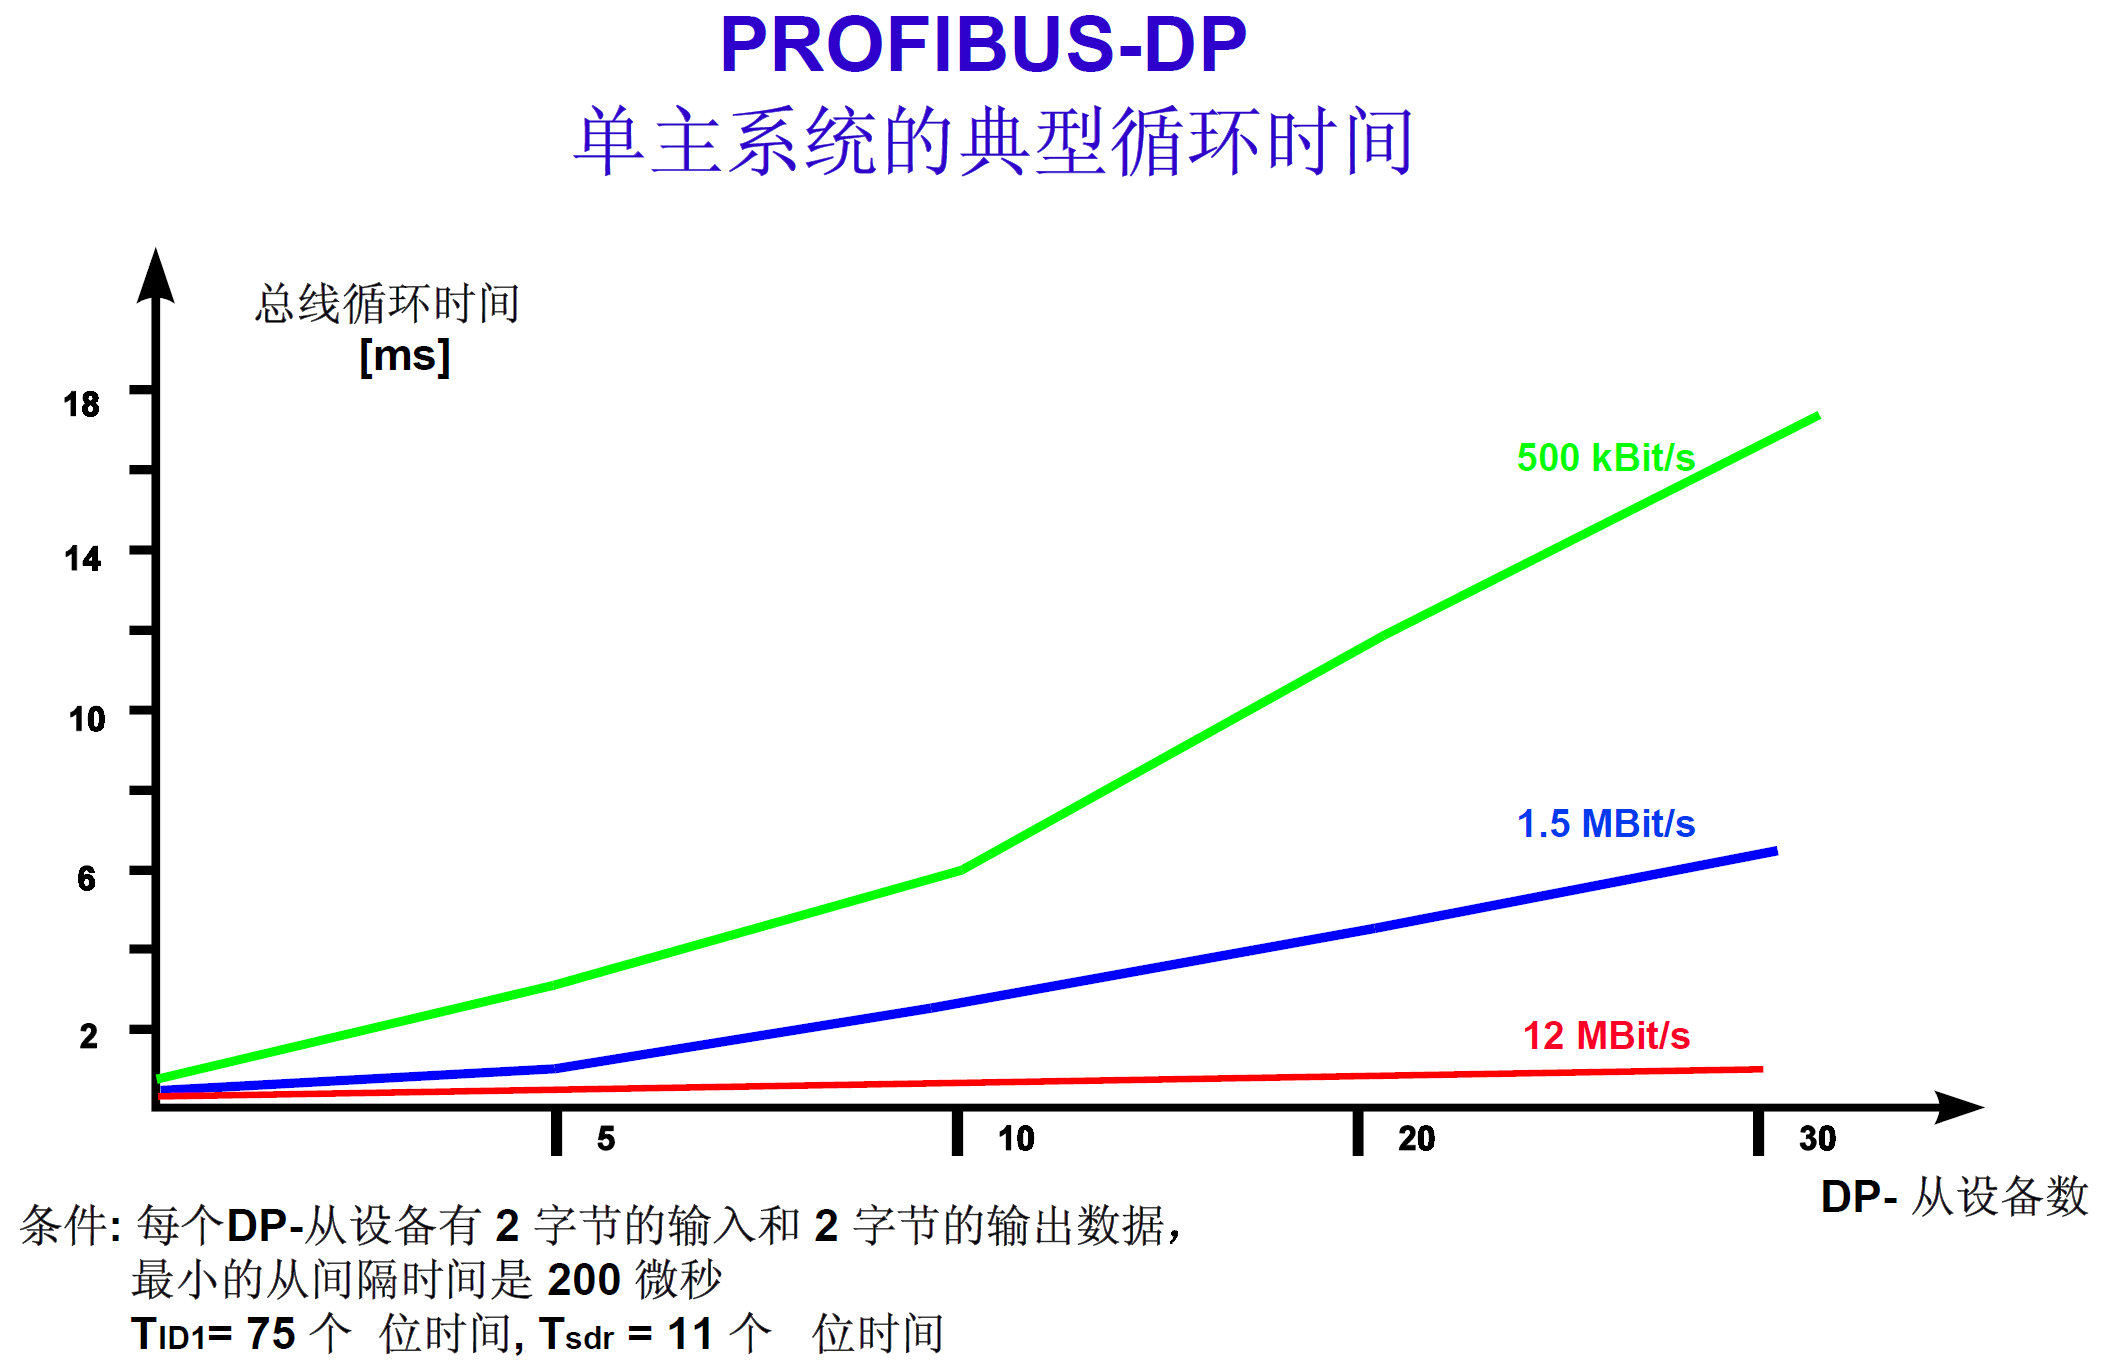 PROFIBUS-DP
单主系统的典型循环时间
总线循环时间
[ms]
18
14
10
6
2
500 kBit/s
1.5 MBit/s
12 MBit/s
5 10 20 30
DP- 从设备数
条件: 每个DP-从设备有 2 字节的输入和 2 字节的输出数据,
最小的从间隔时间是 200 微秒
TID1= 75 个 位时间, Tsdr = 11 个 位时间